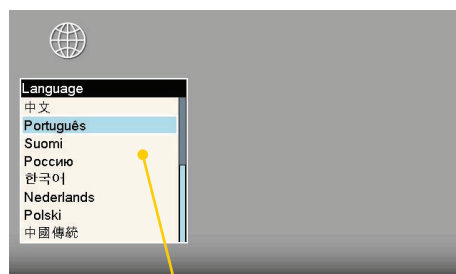 Language
中文
Português
Suomi
Россию
한국어
Nederlands
Polski
中國傳統